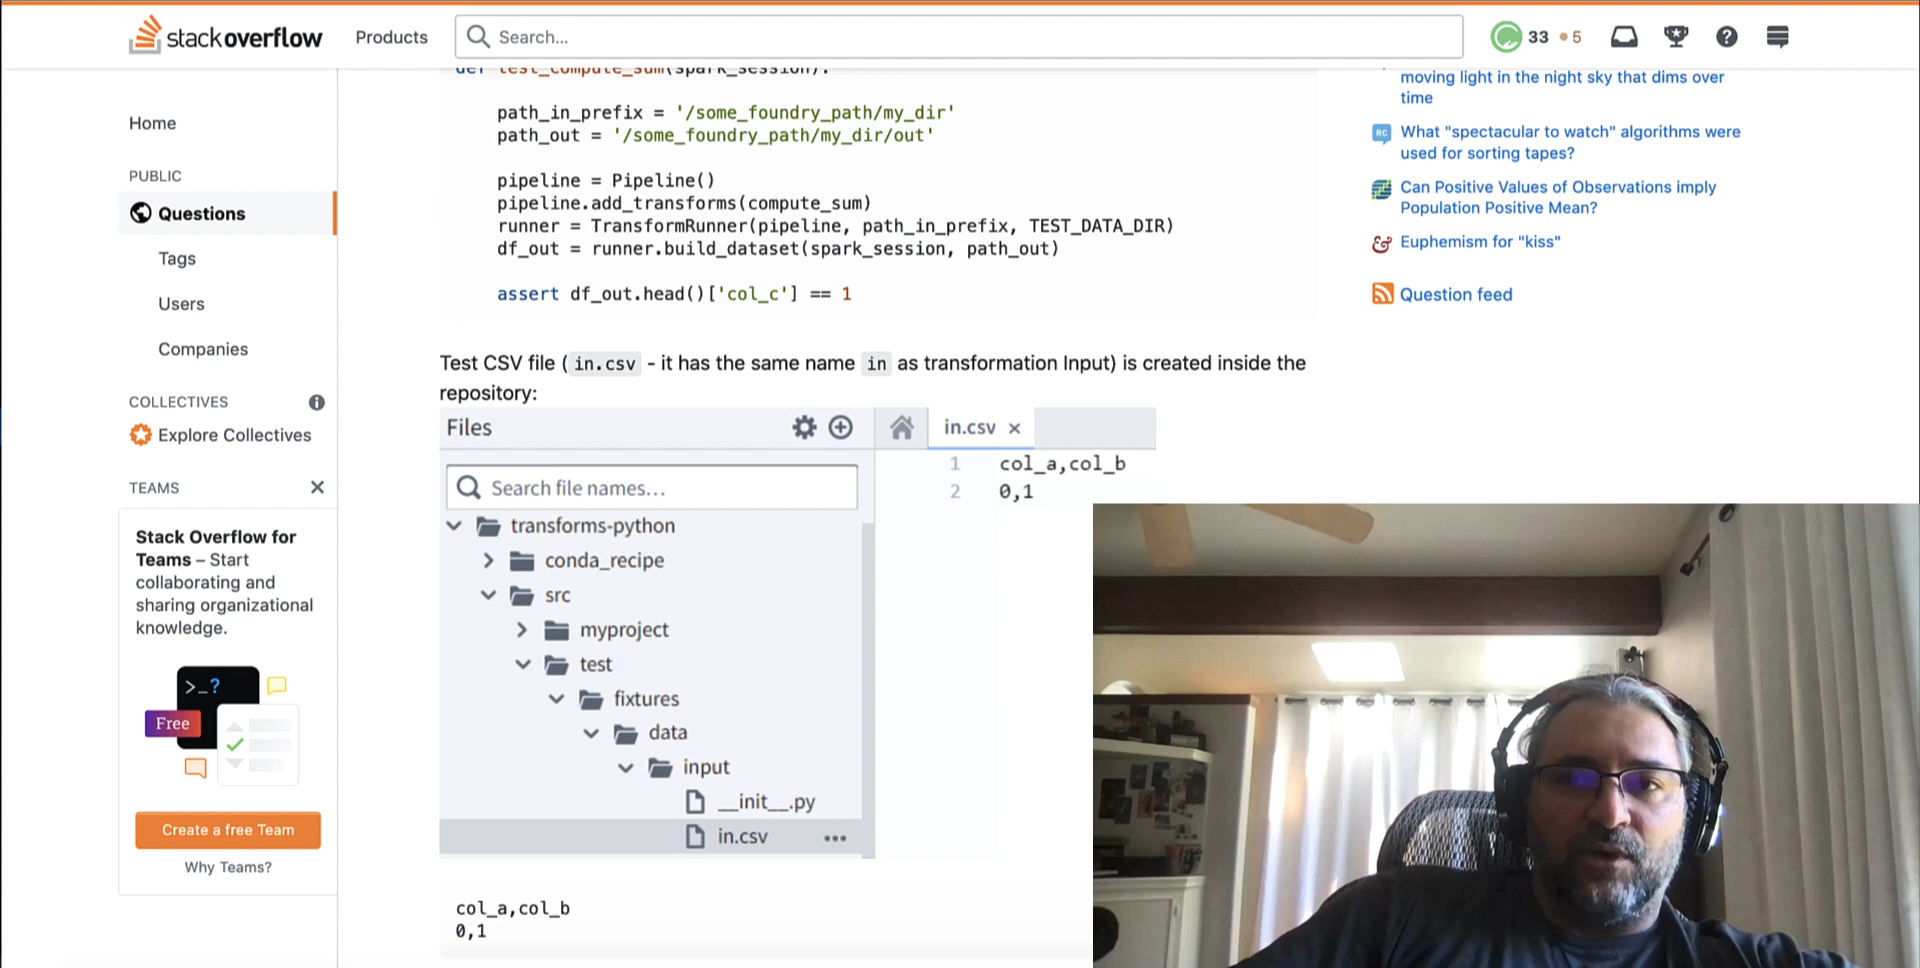 stackoverflow
Products
Search...
33
5
Home
PUBLIC
Questions
Tags
Users
Companies
COLLECTIVES
Explore Collectives
TEAMS
Stack Overflow for
Teams – Start
collaborating and
sharing organizational
knowledge.
>_?
Free
Create a free Team
Why Teams?
def test_compute_sum(spark_session):
path_in_prefix = '/some_foundry_path/my_dir'
path_out = '/some_foundry_path/my_dir/out'
pipeline = Pipeline()
pipeline.add_transforms(compute_sum)
runner = TransformRunner(pipeline, path_in_prefix, TEST_DATA_DIR)
df_out = runner.build_dataset(spark_session, path_out)
assert df_out.head()['col_c'] == 1
Test CSV file ( in.csv - it has the same name in as transformation Input) is created inside the
repository:
Files
Search file names...
transforms-python
conda_recipe
src
myproject
test
fixtures
data
input
__init__.py
in.csv
in.csv
1 col_a,col_b
2 0,1
col_a,col_b
0,1
moving light in the night sky that dims over
time
RC
What "spectacular to watch" algorithms were
used for sorting tapes?
Can Positive Values of Observations imply
Population Positive Mean?
Euphemism for "kiss"
Question feed